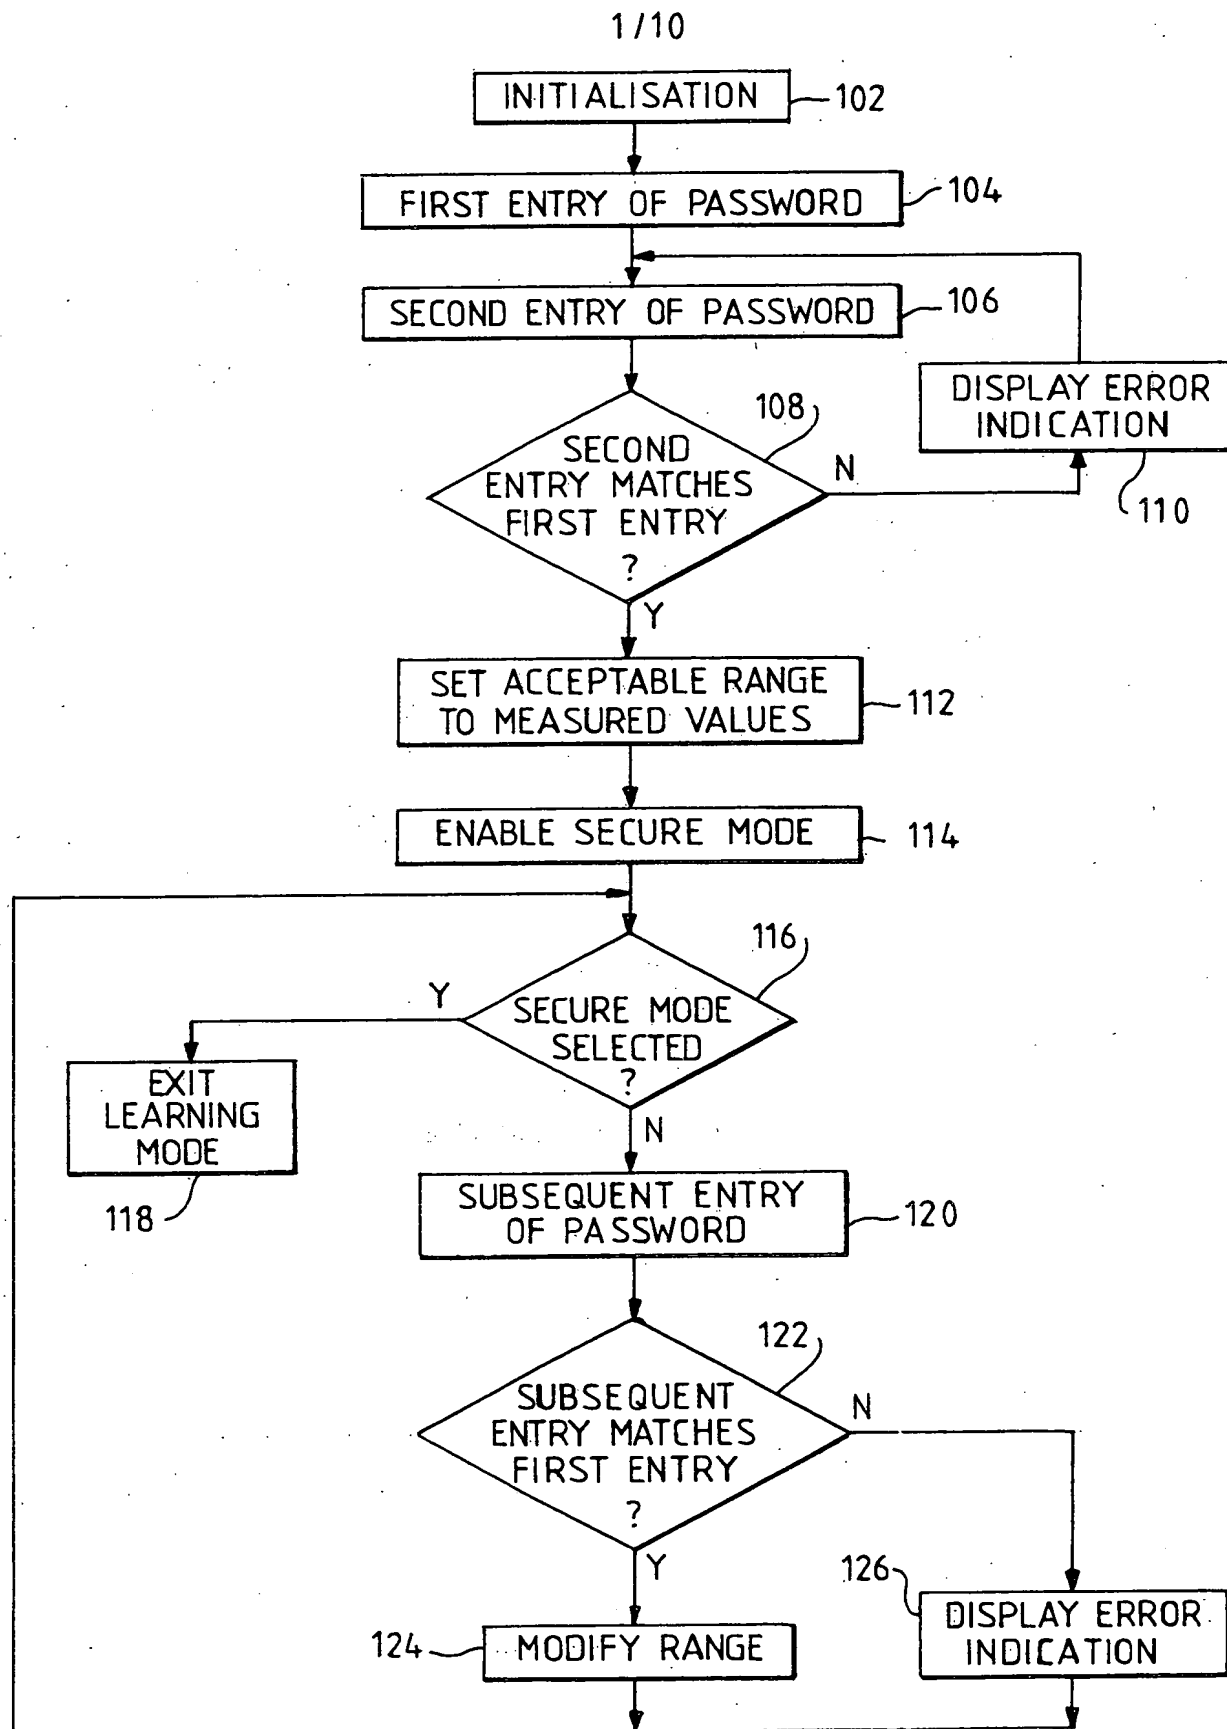 1/10
INITIALISATION
102
FIRST ENTRY OF PASSWORD
104
SECOND ENTRY OF PASSWORD
106
DISPLAY ERROR
INDICATION
110
108
SECOND
ENTRY MATCHES
FIRST ENTRY
?
N
Y
SET ACCEPTABLE RANGE
TO MEASURED VALUES
112
ENABLE SECURE MODE
114
116
Y
SECURE MODE
SELECTED
?
N
EXIT
LEARNING
MODE
118
SUBSEQUENT ENTRY
OF PASSWORD
120
122
SUBSEQUENT
ENTRY MATCHES
FIRST ENTRY
?
N
Y
124
MODIFY RANGE
126
DISPLAY ERROR
INDICATION